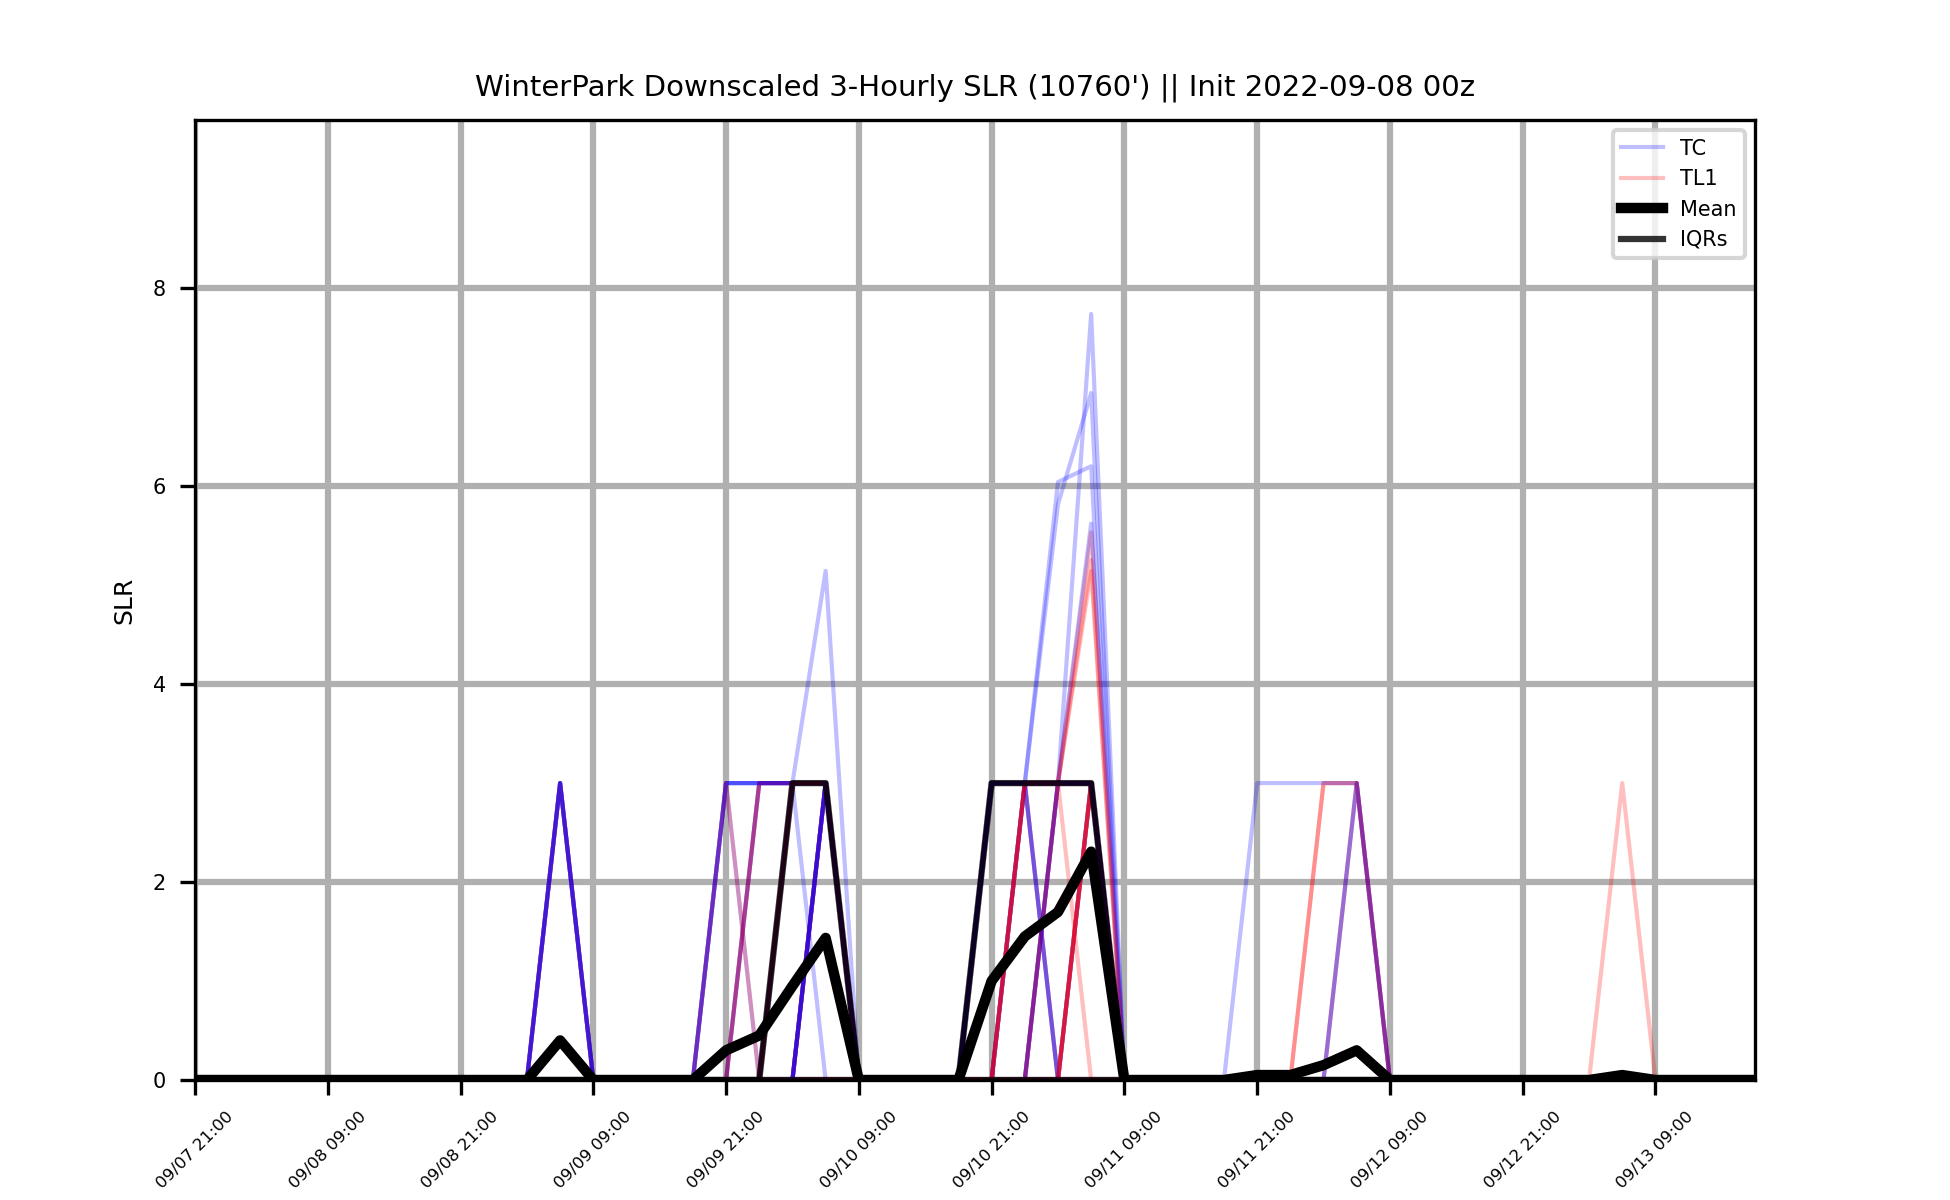 WinterPark Downscaled 3-Hourly SLR (10760') || Init 2022-09-08 00z
TC
TL1
Mean
IQRs
SLR
8
6
4
2
0
09/07 21:00
09/08 09:00
09/08 21:00
09/09 09:00
09/09 21:00
09/10 09:00
09/10 21:00
09/11 09:00
09/11 21:00
09/12 09:00
09/12 21:00
09/13 09:00